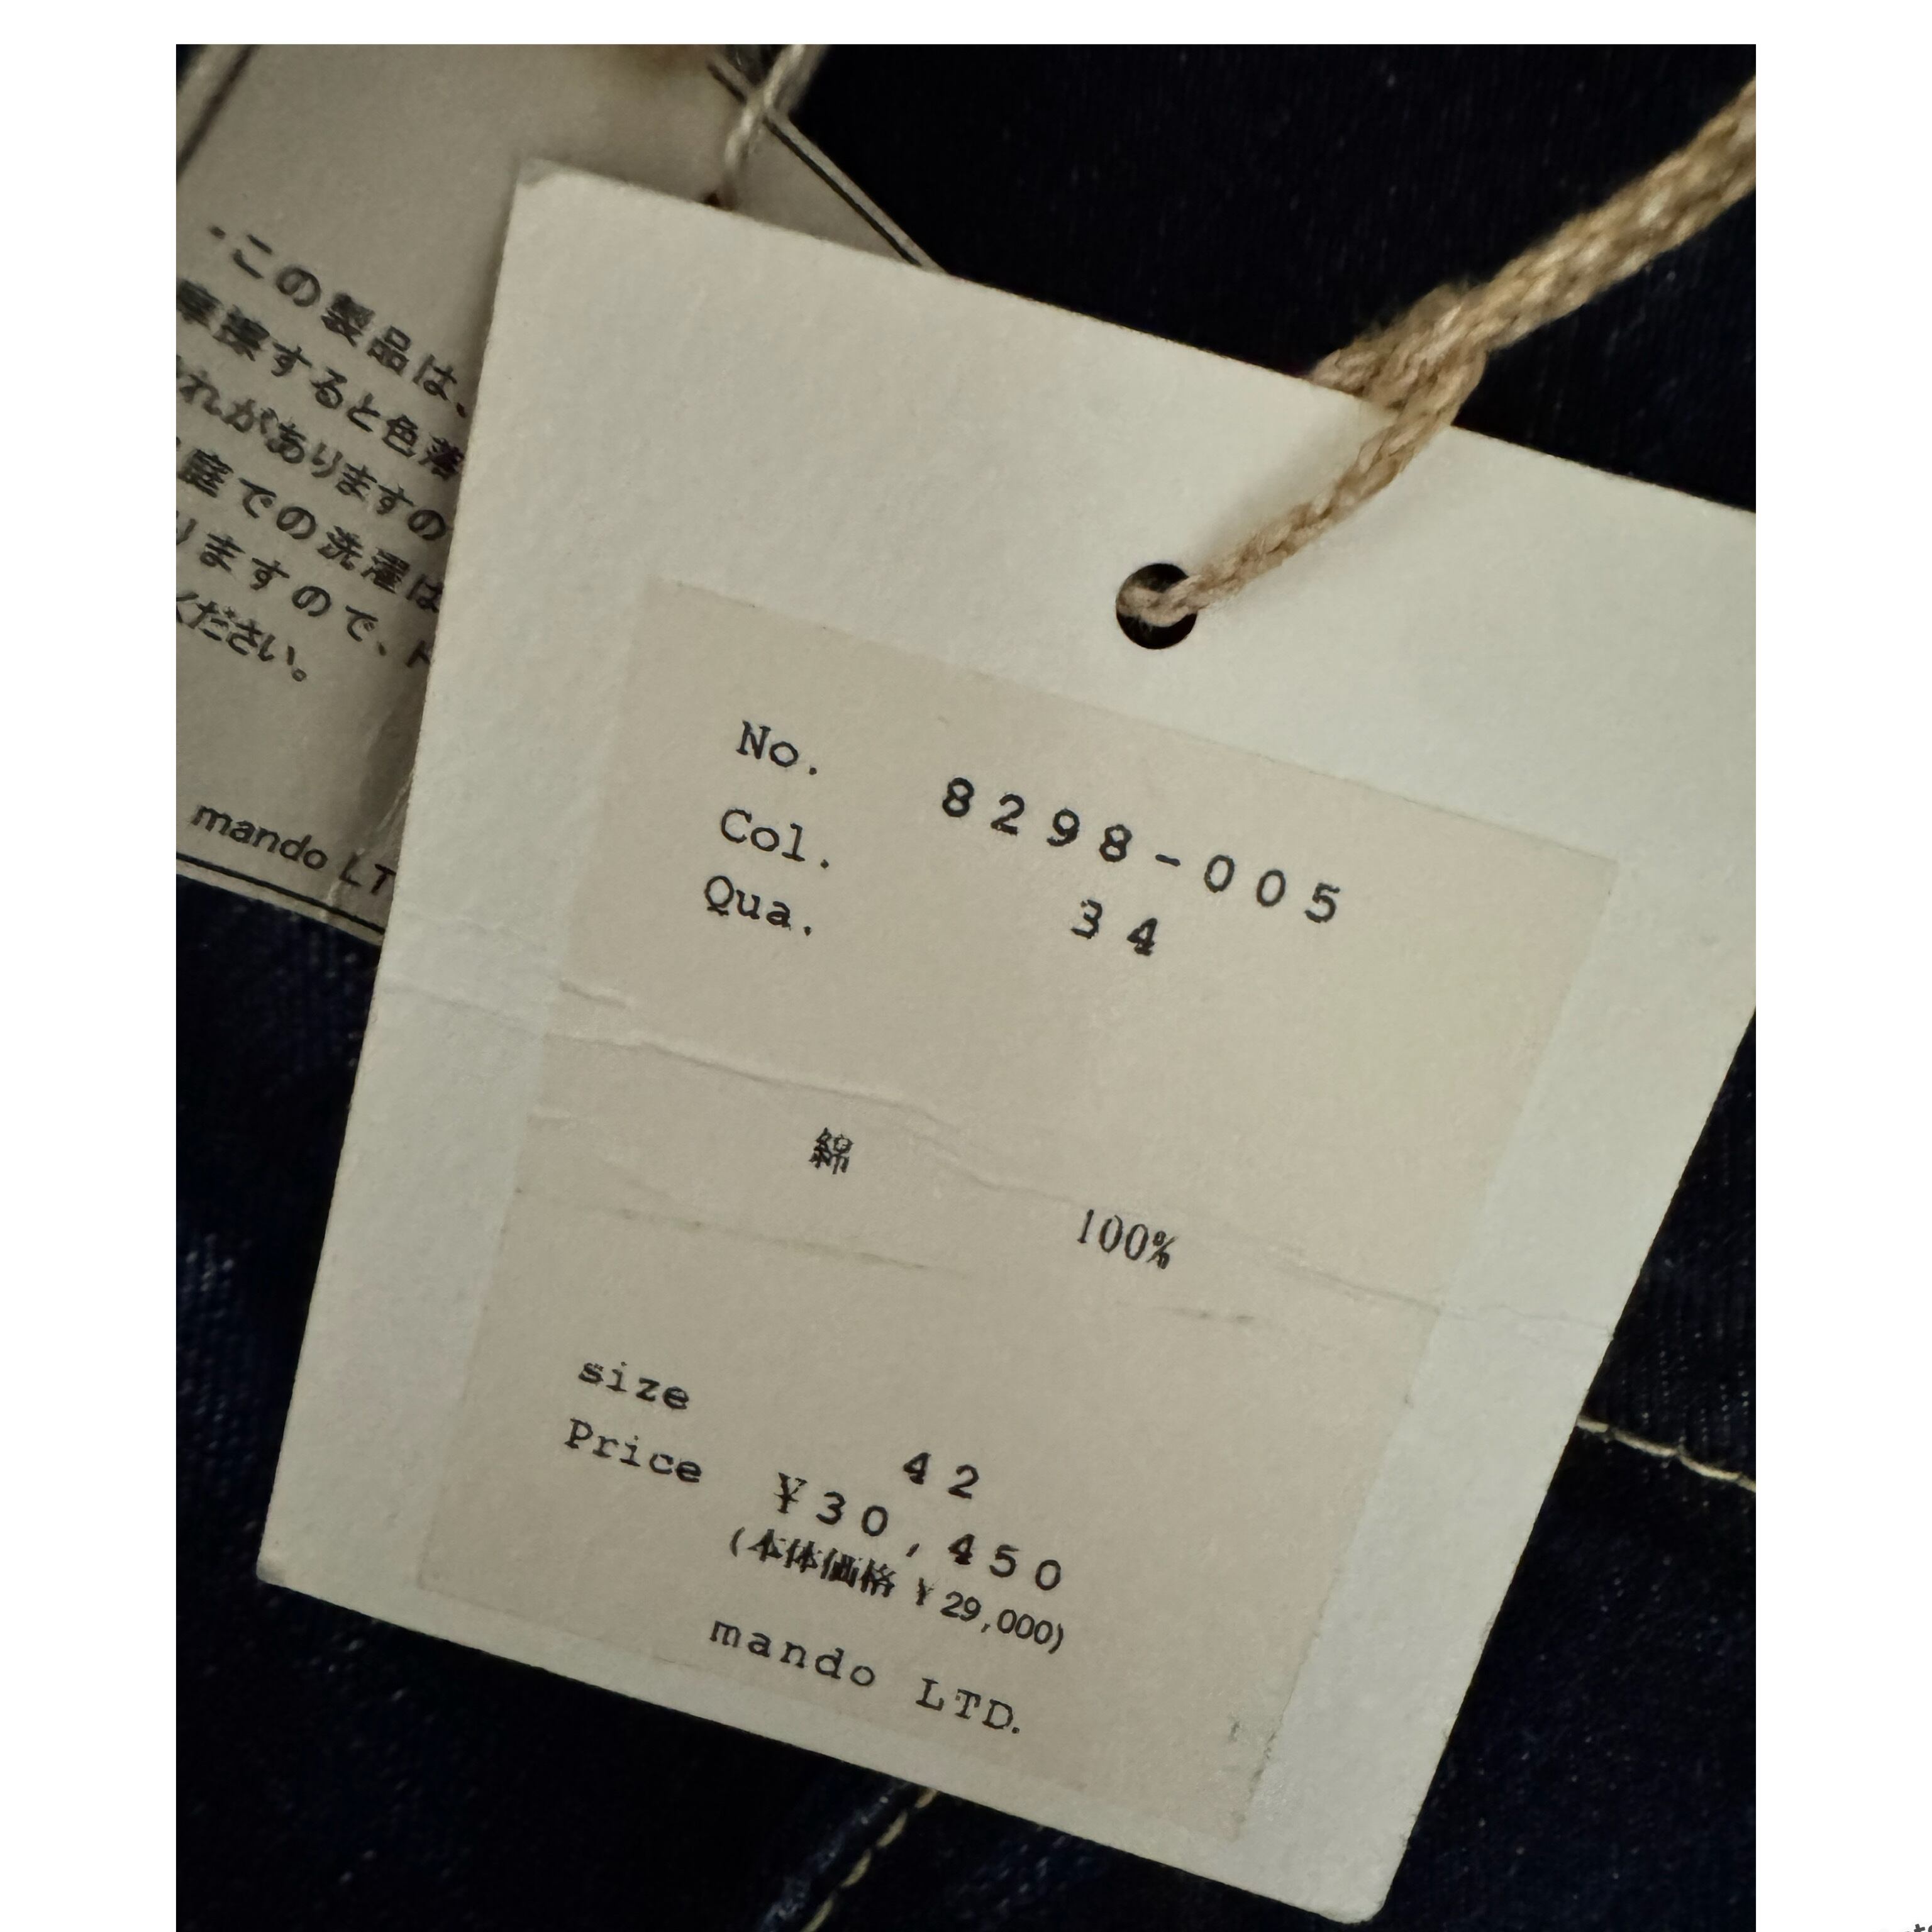 ・この製品は、
摩擦すると色落
れがありますの
庭での洗濯は
りますので、ド
ください。
mando LT
No. 8298-005
Col. 34
Qua.
綿 100%
size 42
Price ¥30,450
(本体価格 ¥29,000)
mando LTD.